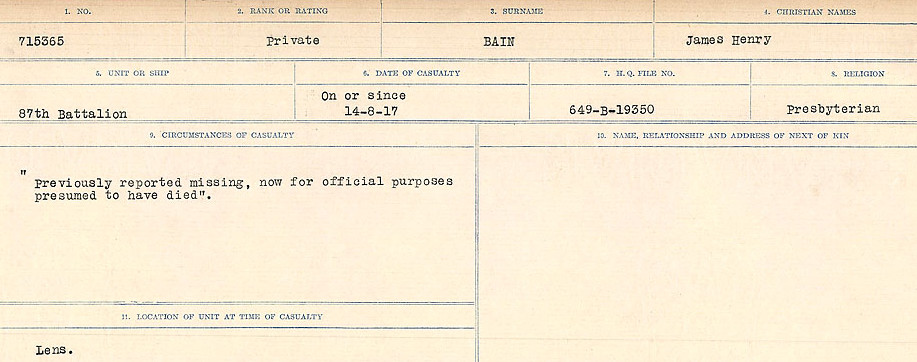 1. NO. 2. RANK OR RATING 3. SURNAME 4. CHRISTIAN NAMES
715365 Private BAIN James Henry
5. UNIT OR SHIP 6. DATE OF CASUALTY 7. H.Q. FILE NO. 8. RELIGION
On or since
87th Battalion 14-8-17 649-B-19350 Presbyterian
9. CIRCUMSTANCES OF CASUALTY 10. NAME, RELATIONSHIP AND ADDRESS OF NEXT OF KIN
"
Previously reported missing, now for official purposes
presumed to have died".
11. LOCATION OF UNIT AT TIME OF CASUALTY
Lens.